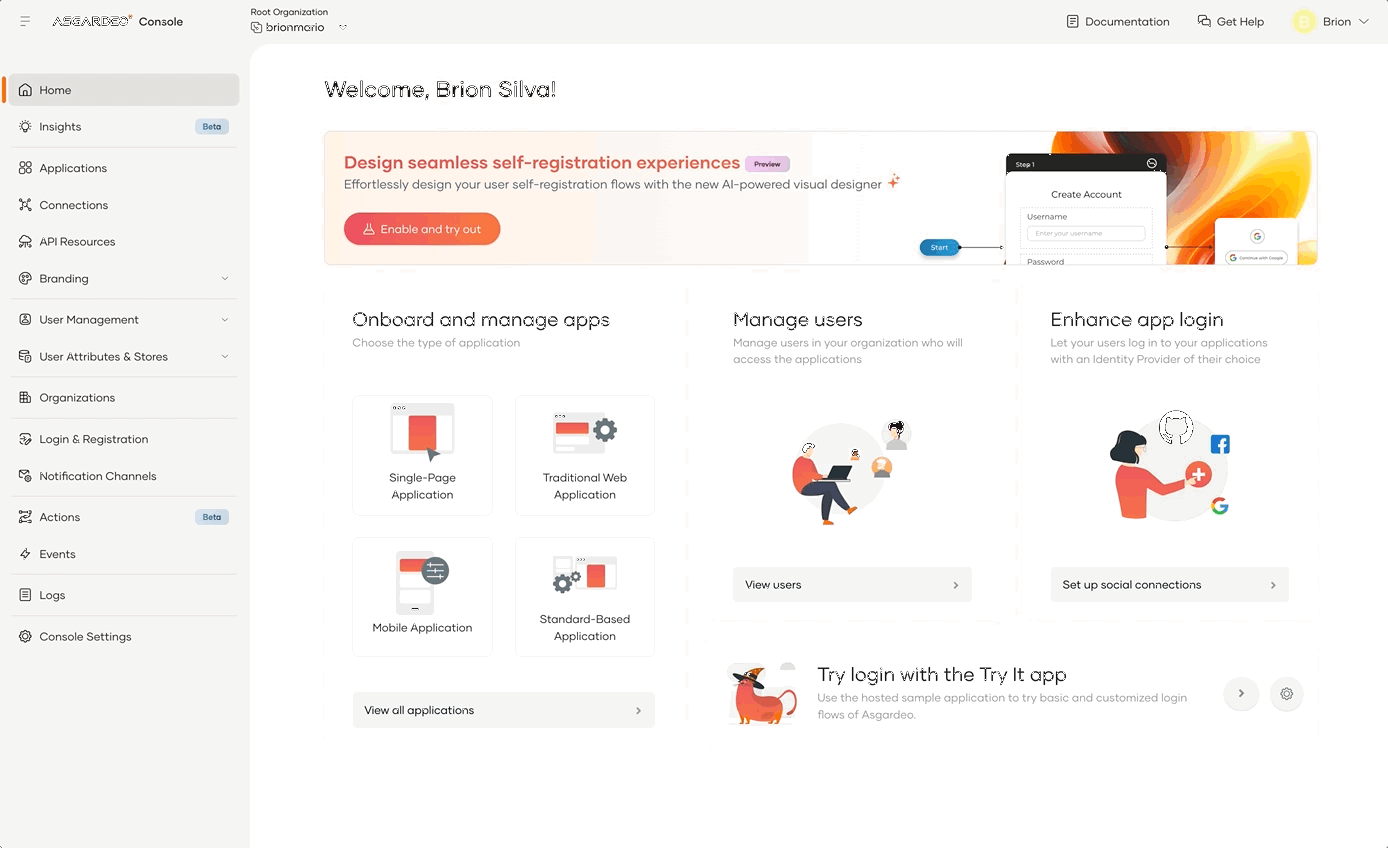 ASGARDEO Console
Root Organization
brionmario
Documentation
Get Help
B
Brion
Home
Insights
Beta
Applications
Connections
API Resources
Branding
User Management
User Attributes & Stores
Organizations
Login & Registration
Notification Channels
Actions
Beta
Events
Logs
Console Settings
Welcome, Brion Silva!
Design seamless self-registration experiences Preview
Effortlessly design your user self-registration flows with the new AI-powered visual designer
Enable and try out
Start
Step 1
Create Account
Username
Enter your username
Password
Continue with Google
Onboard and manage apps
Choose the type of application
Single-Page
Application
Traditional Web
Application
Mobile Application
Standard-Based
Application
View all applications
Manage users
Manage users in your organization who will
access the applications
View users
Enhance app login
Let your users log in to your applications
with an Identity Provider of their choice
Set up social connections
Try login with the Try It app
Use the hosted sample application to try basic and customized login
flows of Asgardeo.